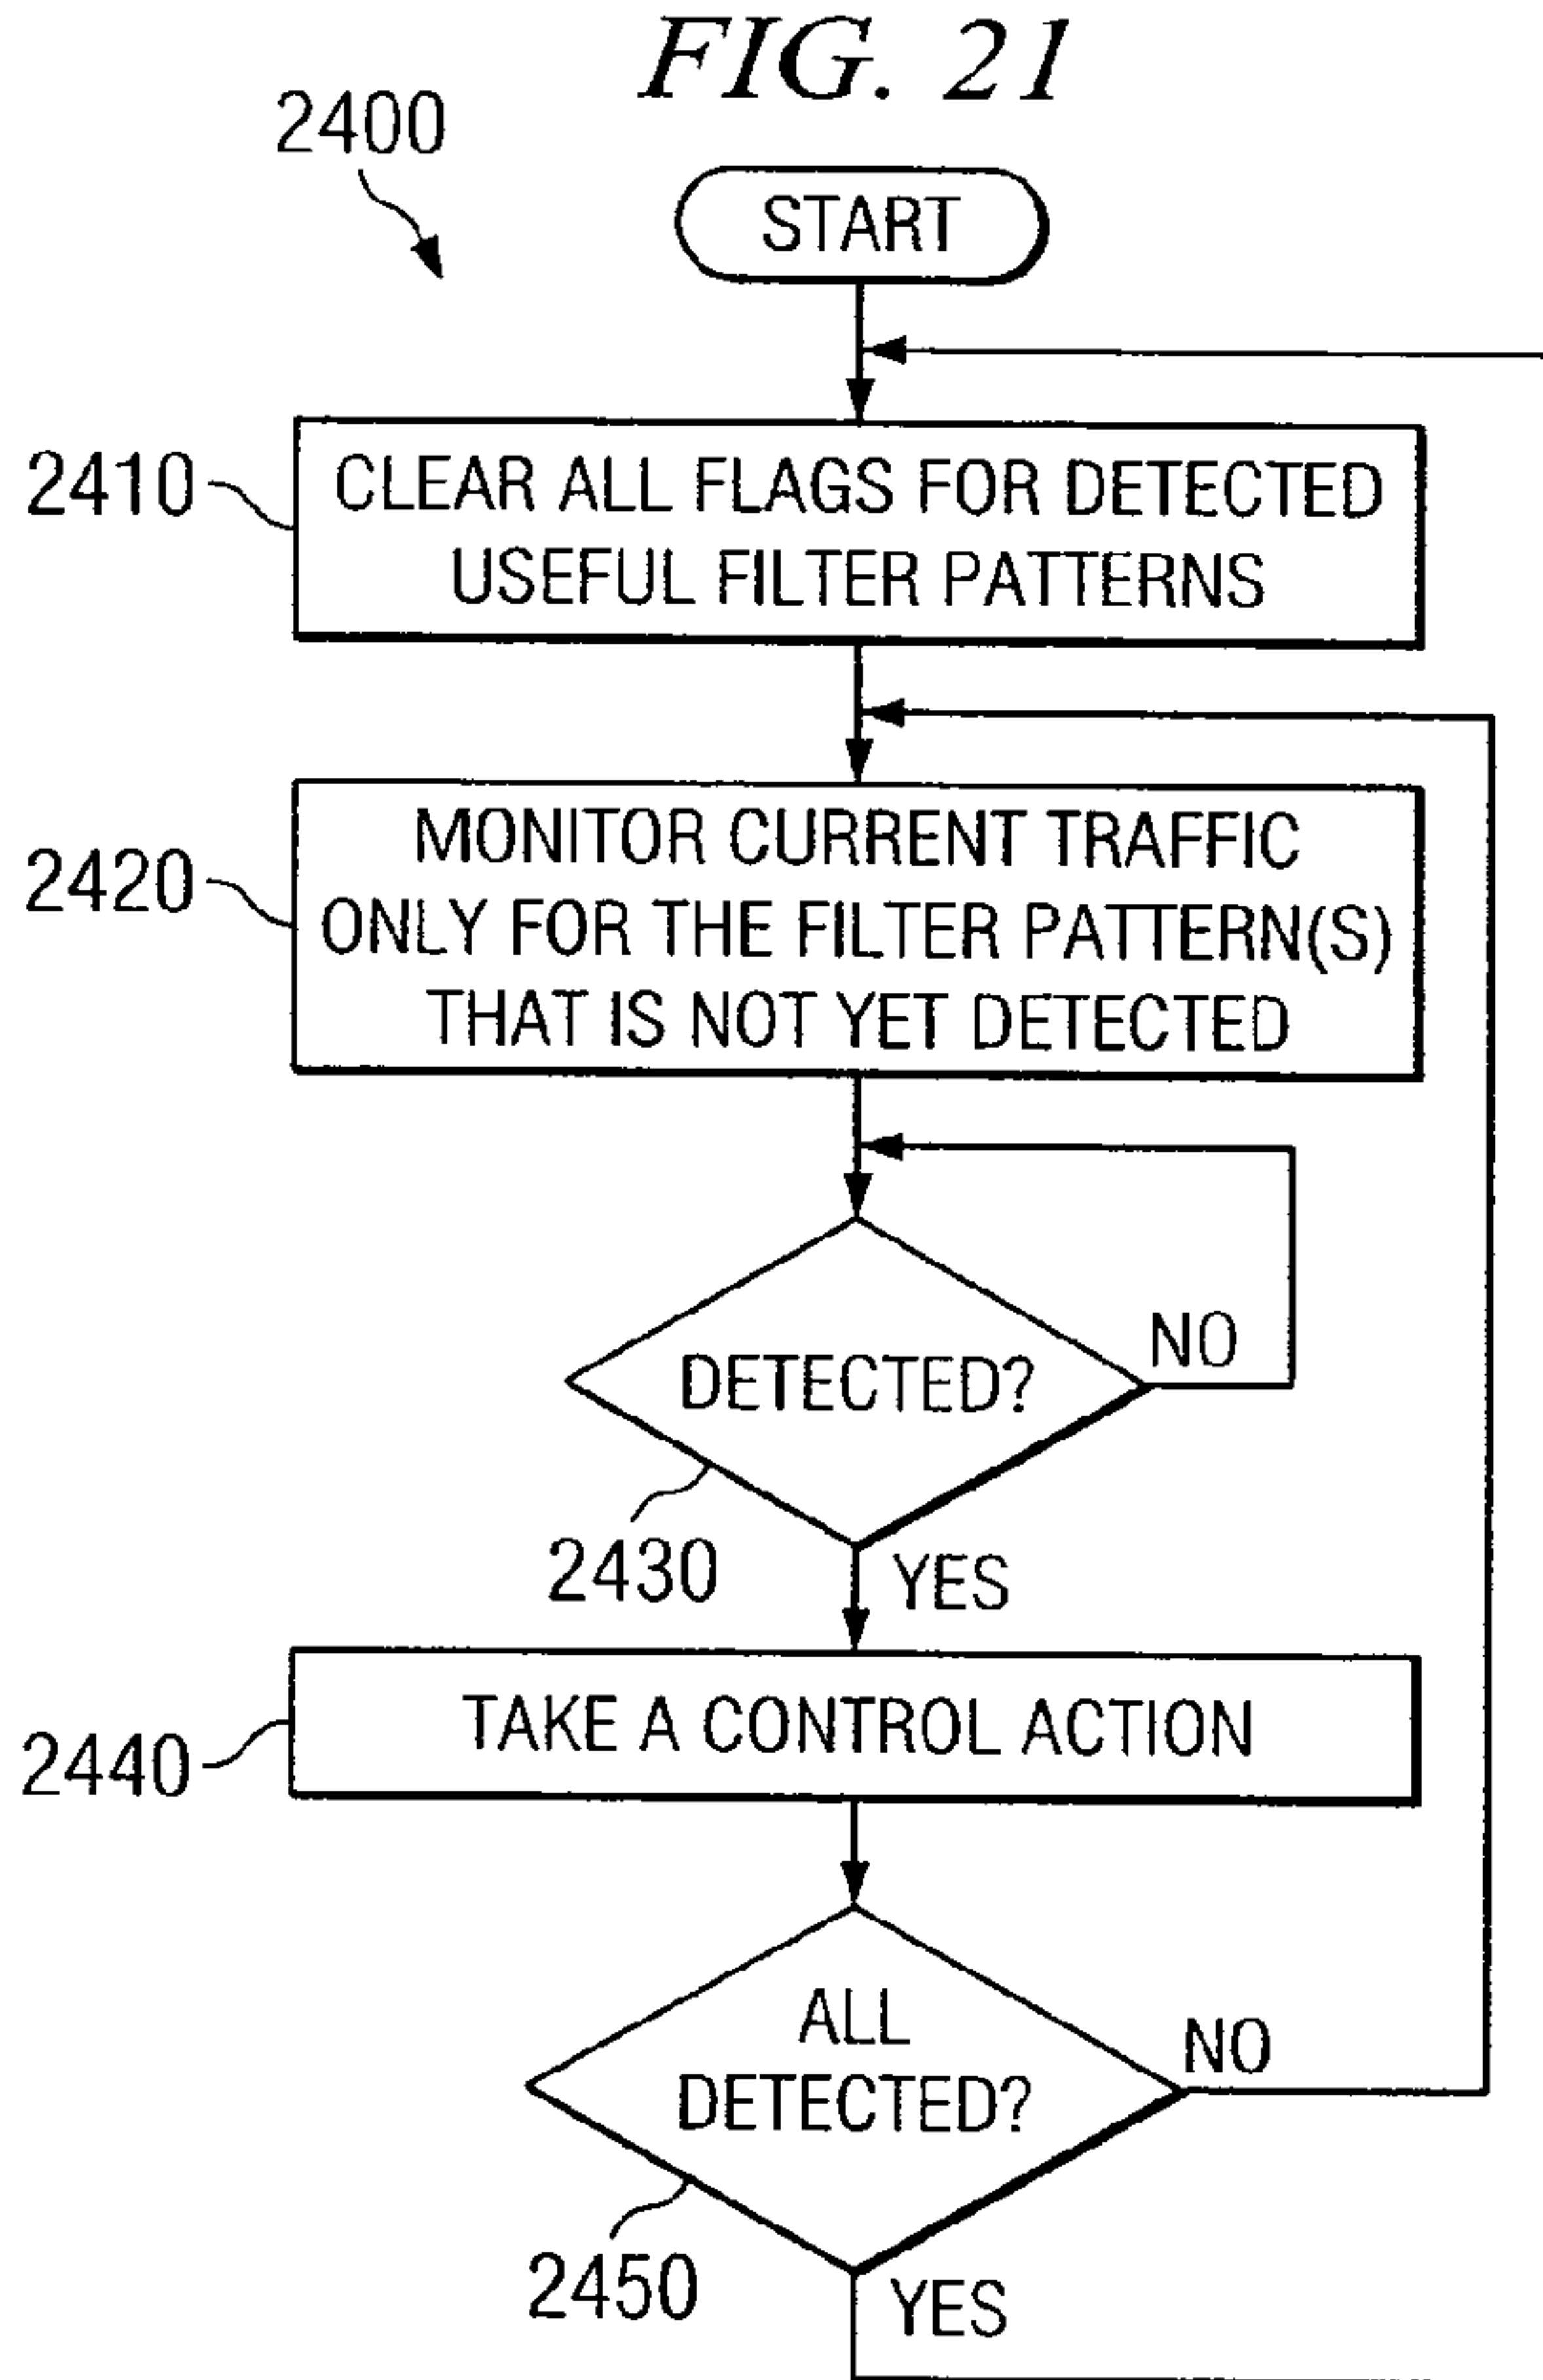 FIG. 21
2400
START
2410
CLEAR ALL FLAGS FOR DETECTED
USEFUL FILTER PATTERNS
2420
MONITOR CURRENT TRAFFIC
ONLY FOR THE FILTER PATTERN(S)
THAT IS NOT YET DETECTED
DETECTED?
NO
2430
YES
2440
TAKE A CONTROL ACTION
ALL
DETECTED?
NO
2450
YES